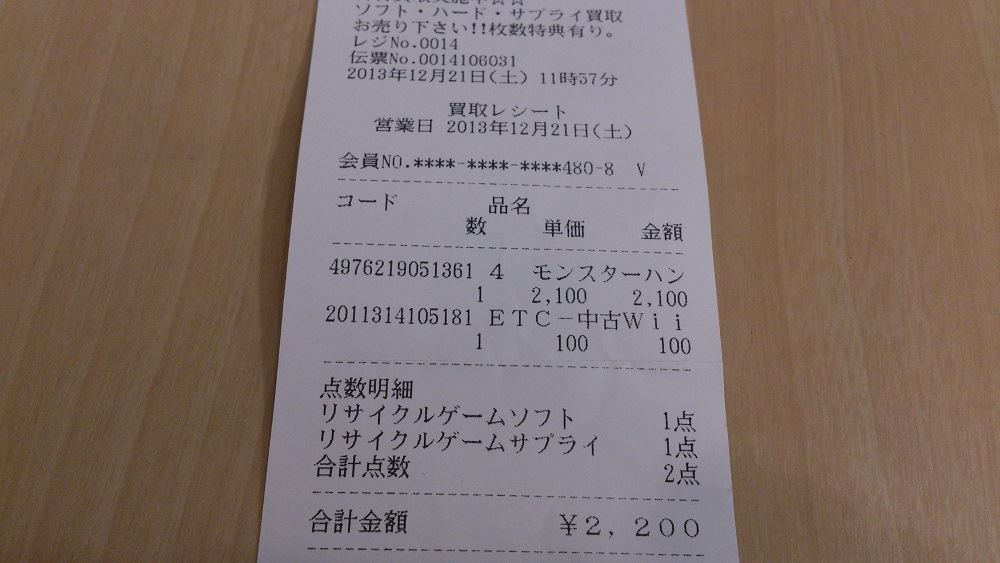 ソフト・ハード・サプライ買取
お売り下さい!!枚数特典有り。
レジNo.0014
伝票No.0014106031
2013年12月21日(土) 11時57分
買取レシート
営業日 2013年12月21日(土)
会員NO.****-****-****480-8 V
コード 品名
数 単価 金額
4976219051361 4 モンスターハン
1 2,100 2,100
2011314105181 ETC－中古Wii
1 100 100
点数明細
リサイクルゲームソフト 1点
リサイクルゲームサプライ 1点
合計点数 2点
合計金額 ¥2,200